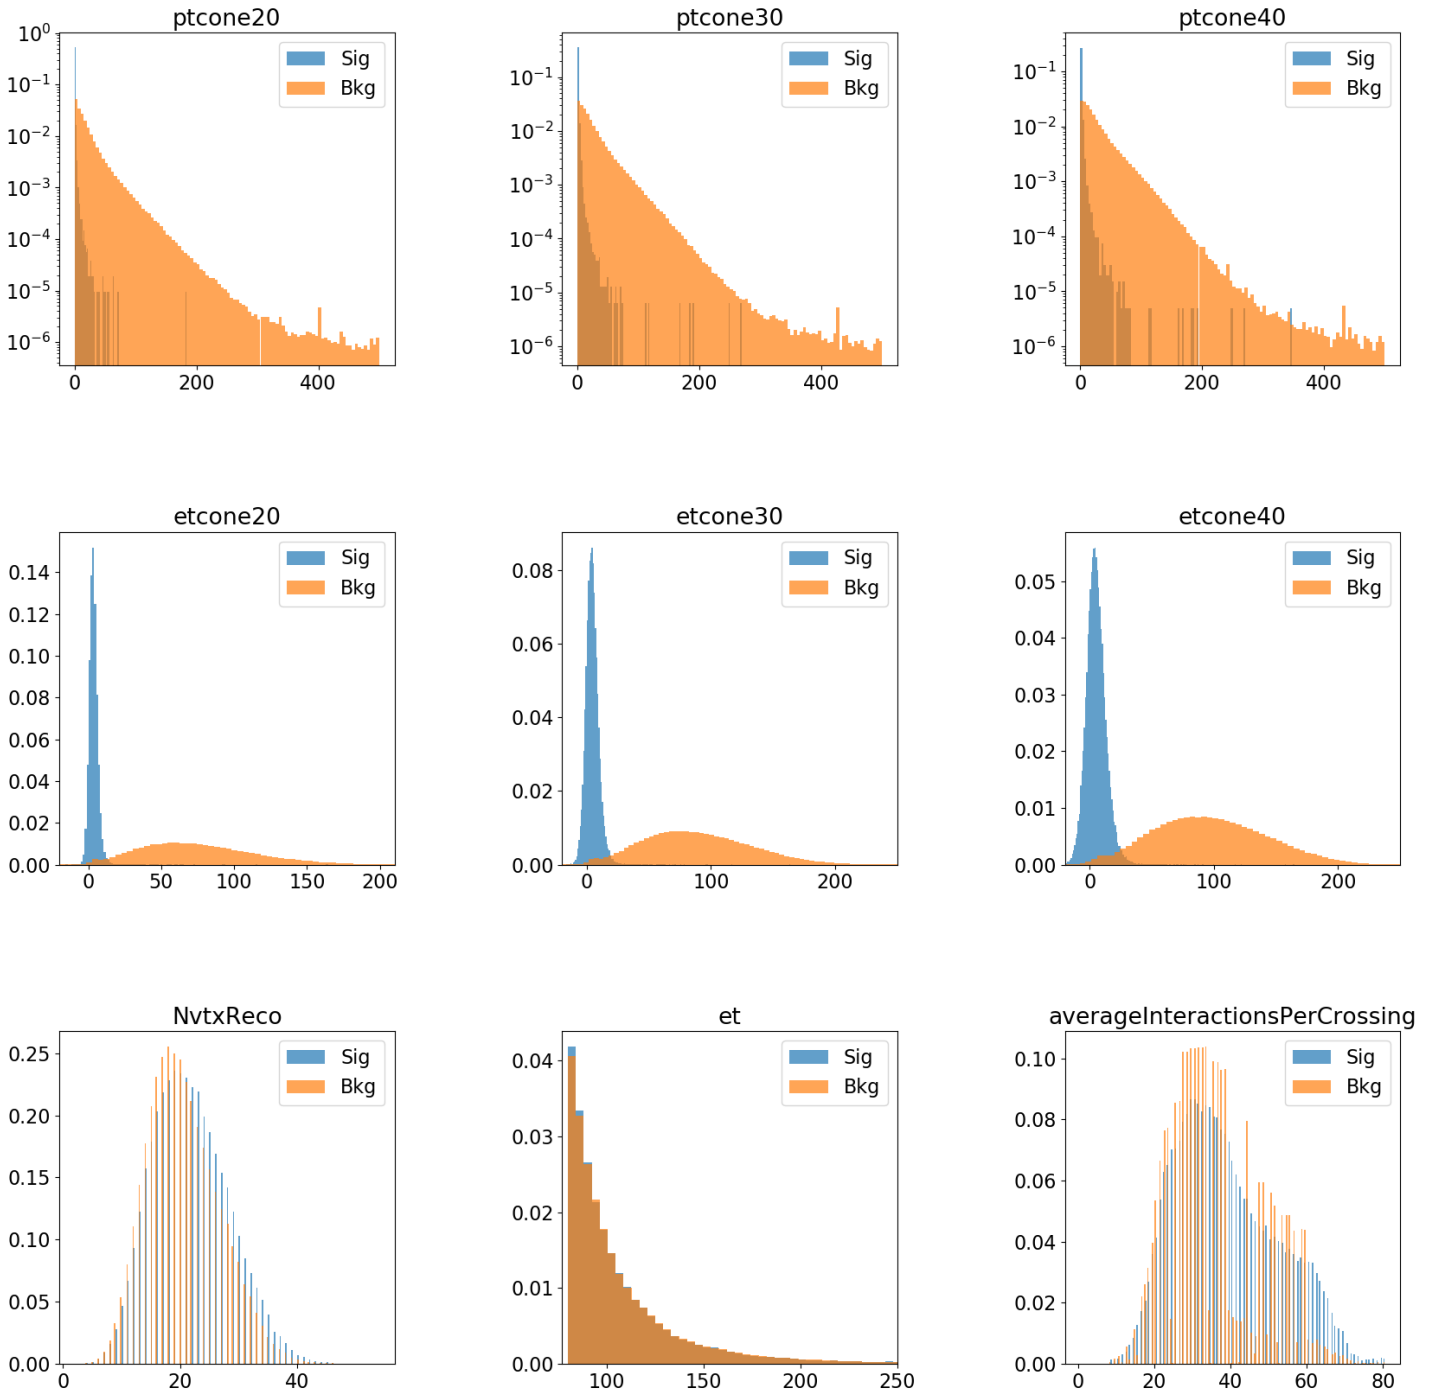 ptcone20
10⁰
10⁻¹
10⁻²
10⁻³
10⁻⁴
10⁻⁵
10⁻⁶
0 200 400
Sig
Bkg
ptcone30
10⁻¹
10⁻²
10⁻³
10⁻⁴
10⁻⁵
10⁻⁶
0 200 400
Sig
Bkg
ptcone40
10⁻¹
10⁻²
10⁻³
10⁻⁴
10⁻⁵
10⁻⁶
0 200 400
Sig
Bkg
etcone20
0.14
0.12
0.10
0.08
0.06
0.04
0.02
0.00
0 50 100 150 200
Sig
Bkg
etcone30
0.08
0.06
0.04
0.02
0.00
0 100 200
Sig
Bkg
etcone40
0.05
0.04
0.03
0.02
0.01
0.00
0 100 200
Sig
Bkg
NvtxReco
0.25
0.20
0.15
0.10
0.05
0.00
0 20 40
Sig
Bkg
et
0.04
0.03
0.02
0.01
0.00
100 150 200 250
Sig
Bkg
averageInteractionsPerCrossing
0.10
0.08
0.06
0.04
0.02
0.00
0 20 40 60 80
Sig
Bkg